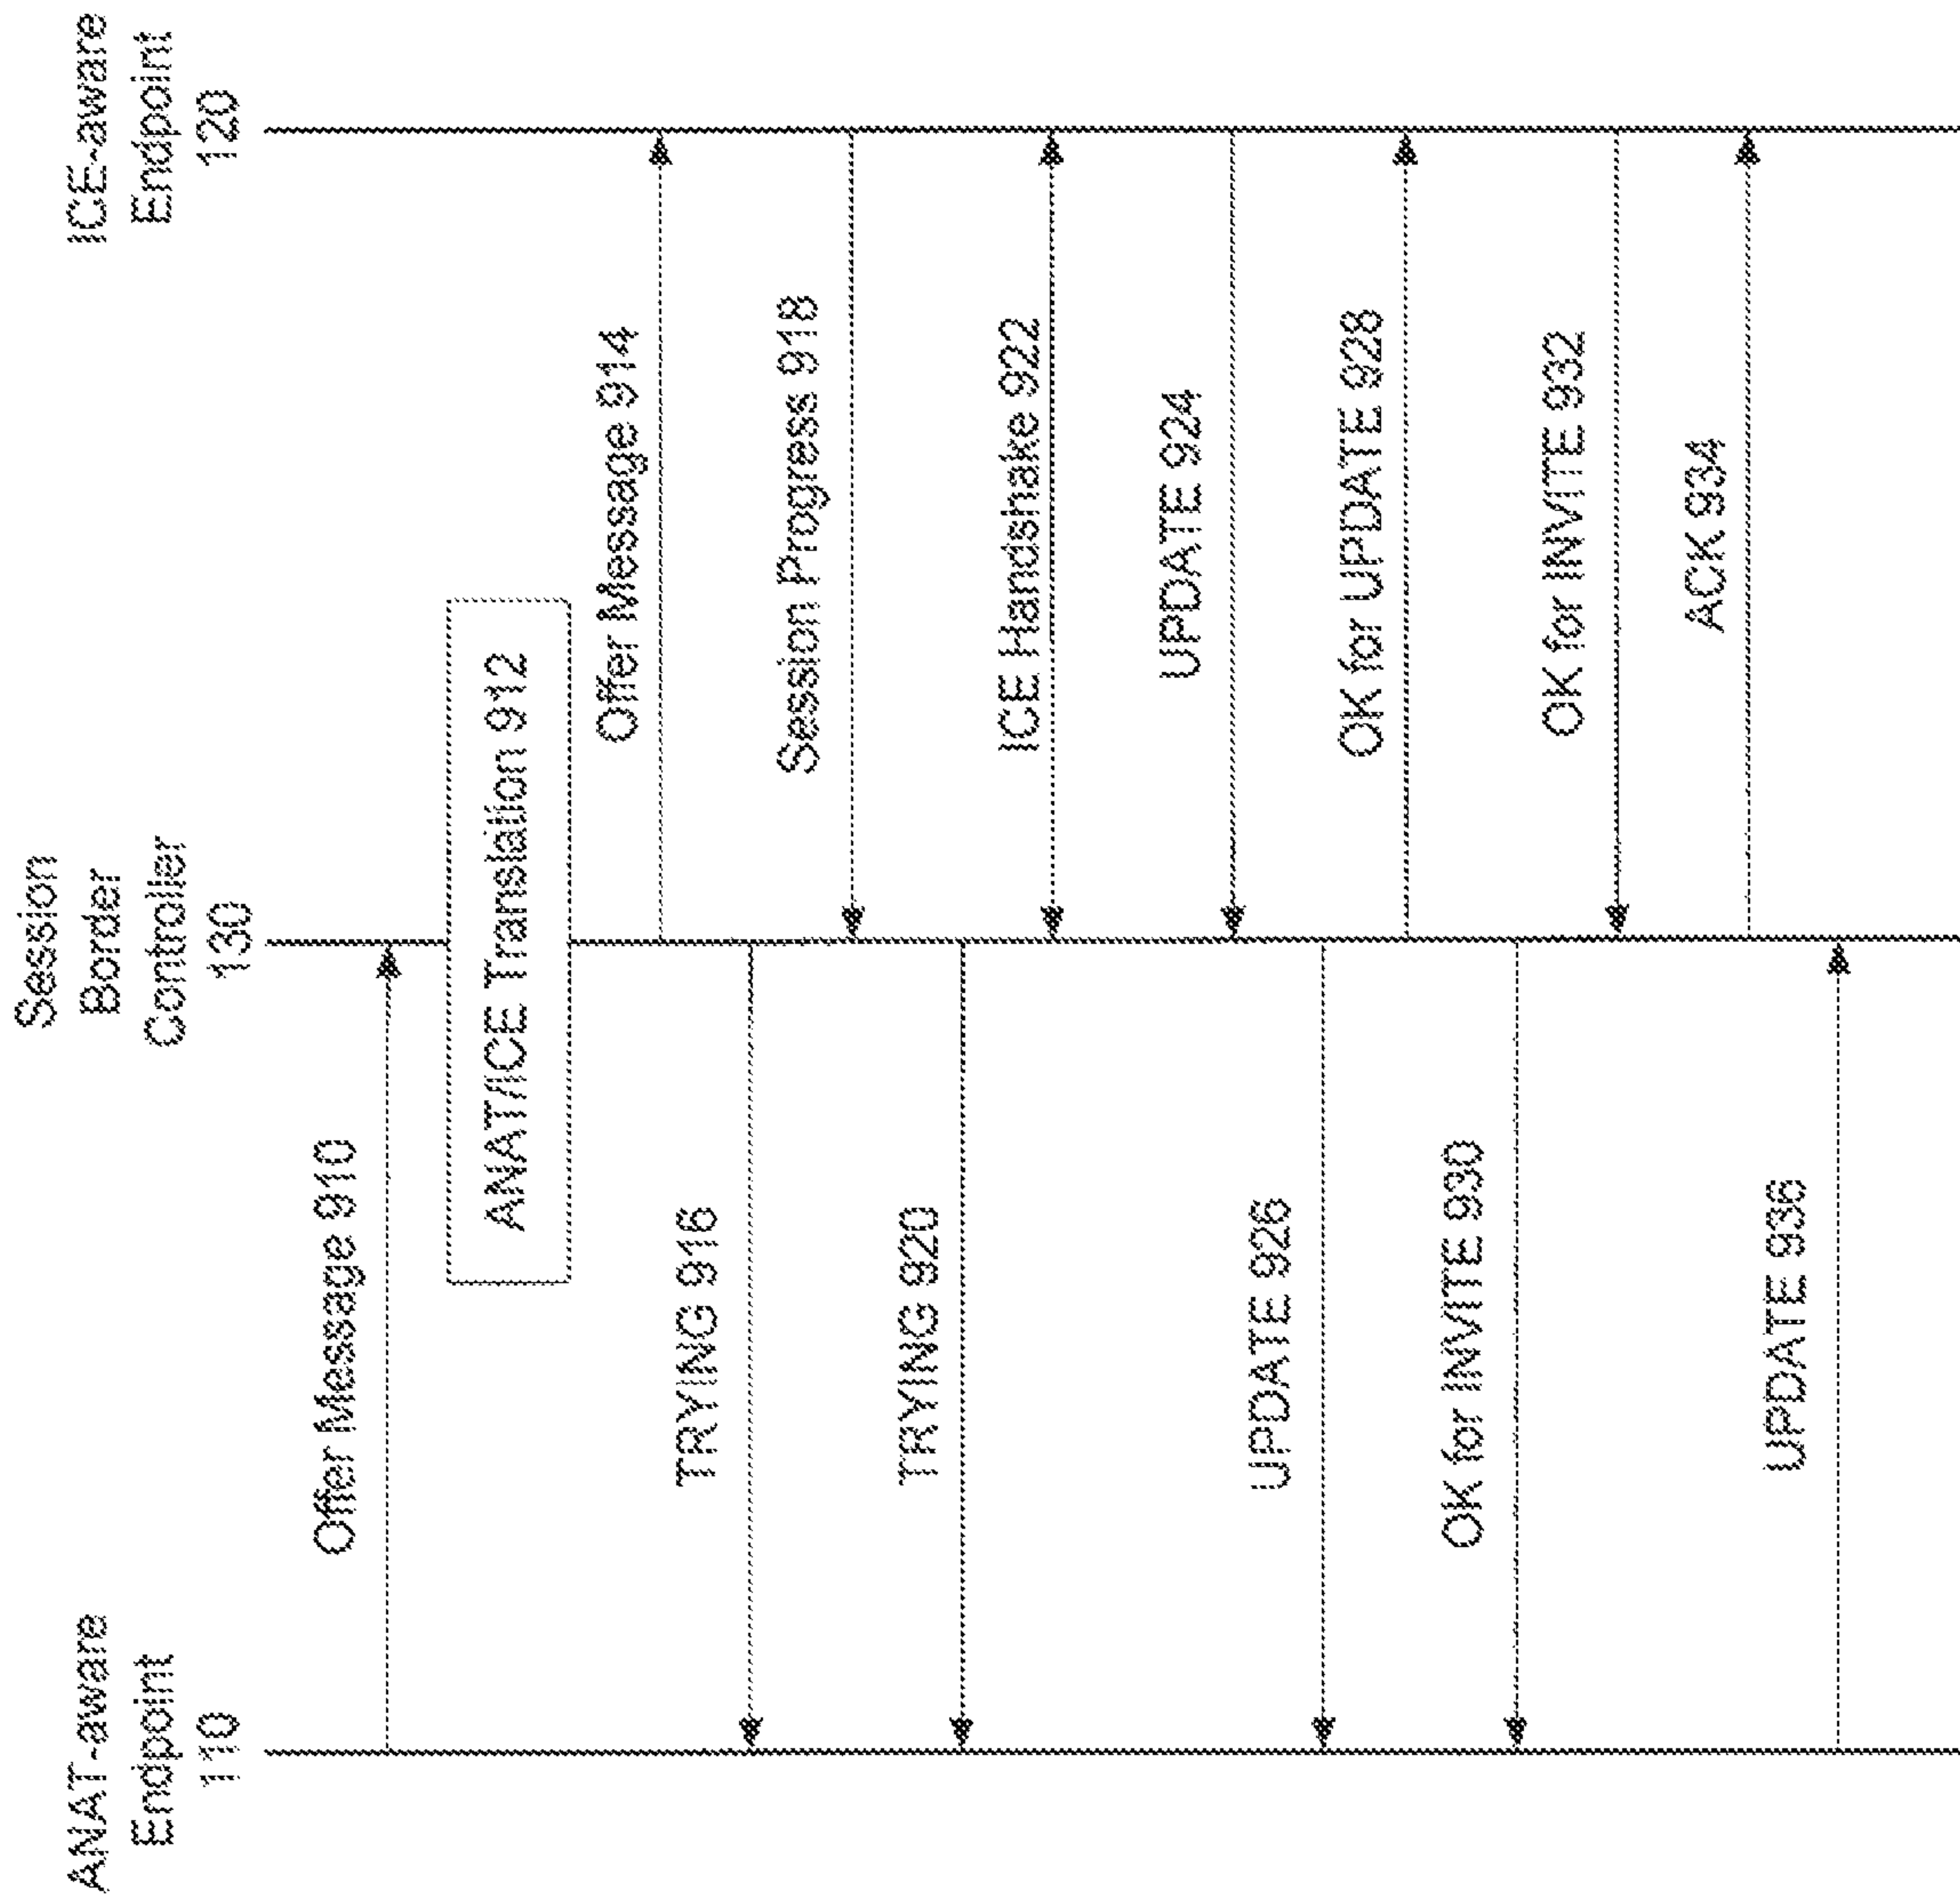 ANAT-aware
Endpoint
110
Session
Border
Controller
130
ICE-aware
Endpoint
120
Offer Message 910
ANAT/ICE Translation 912
Offer Message 914
TRYING 916
Session Progress 918
TRYING 920
ICE Handshake 922
UPDATE 924
UPDATE 926
OK for UPDATE 928
OK for INVITE 930
OK for INVITE 932
ACK 934
UPDATE 936